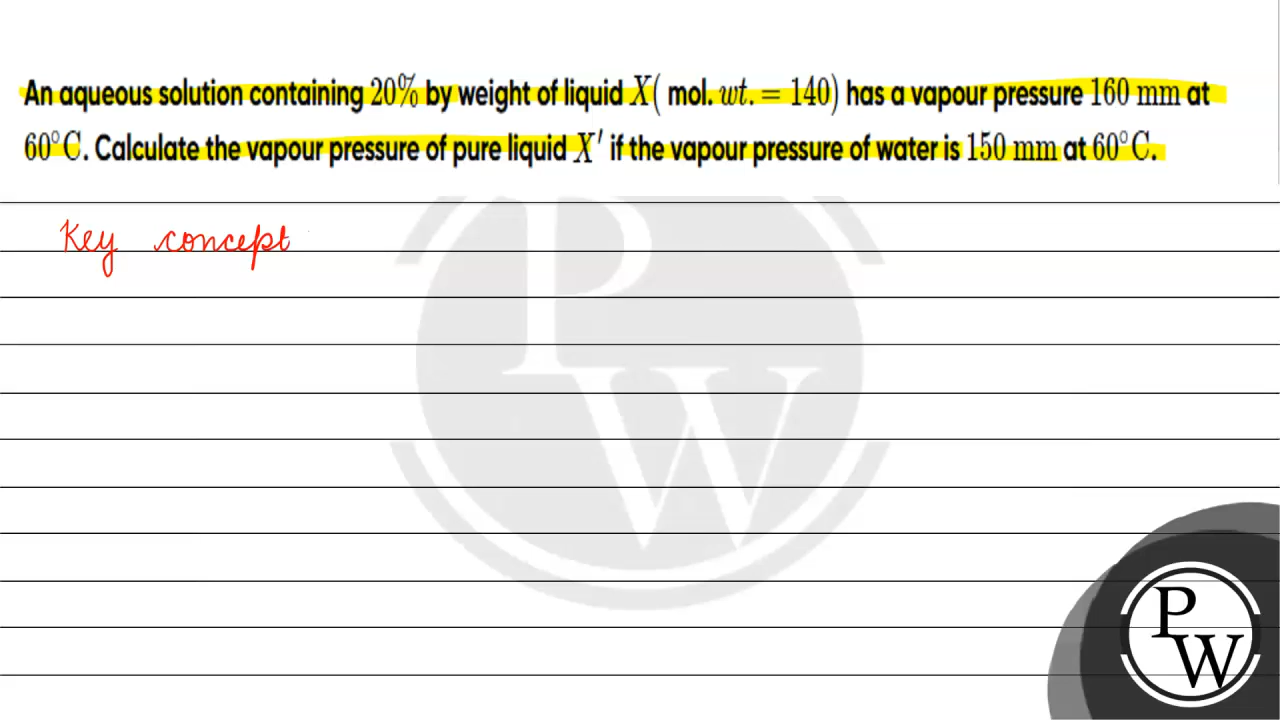 An aqueous solution containing 20% by weight of liquid X( mol. wt. = 140) has a vapour pressure 160 mm at
60°C. Calculate the vapour pressure of pure liquid X' if the vapour pressure of water is 150 mm at 60°C.
Key concept
P
W
P
W